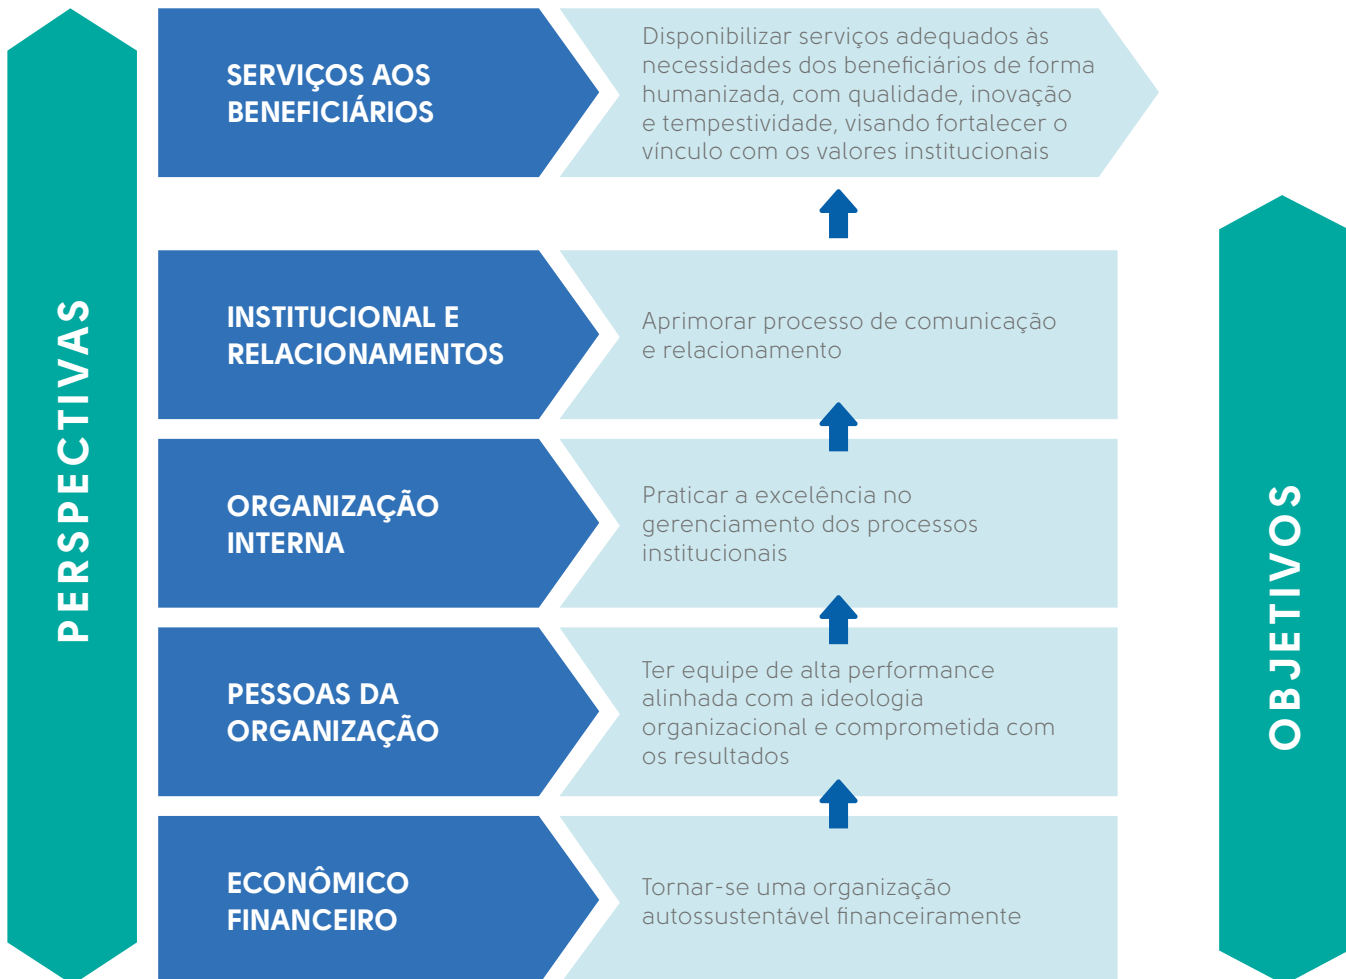 PERSPECTIVAS
SERVIÇOS AOS
BENEFICIÁRIOS
Disponibilizar serviços adequados às
necessidades dos beneficiários de forma
humanizada, com qualidade, inovação
e tempestividade, visando fortalecer o
vínculo com os valores institucionais
INSTITUCIONAL E
RELACIONAMENTOS
Aprimorar processo de comunicação
e relacionamento
ORGANIZAÇÃO
INTERNA
Praticar a excelência no
gerenciamento dos processos
institucionais
PESSOAS DA
ORGANIZAÇÃO
Ter equipe de alta performance
alinhada com a ideologia
organizacional e comprometida com
os resultados
ECONÔMICO
FINANCEIRO
Tornar-se uma organização
autossustentável financeiramente
OBJETIVOS